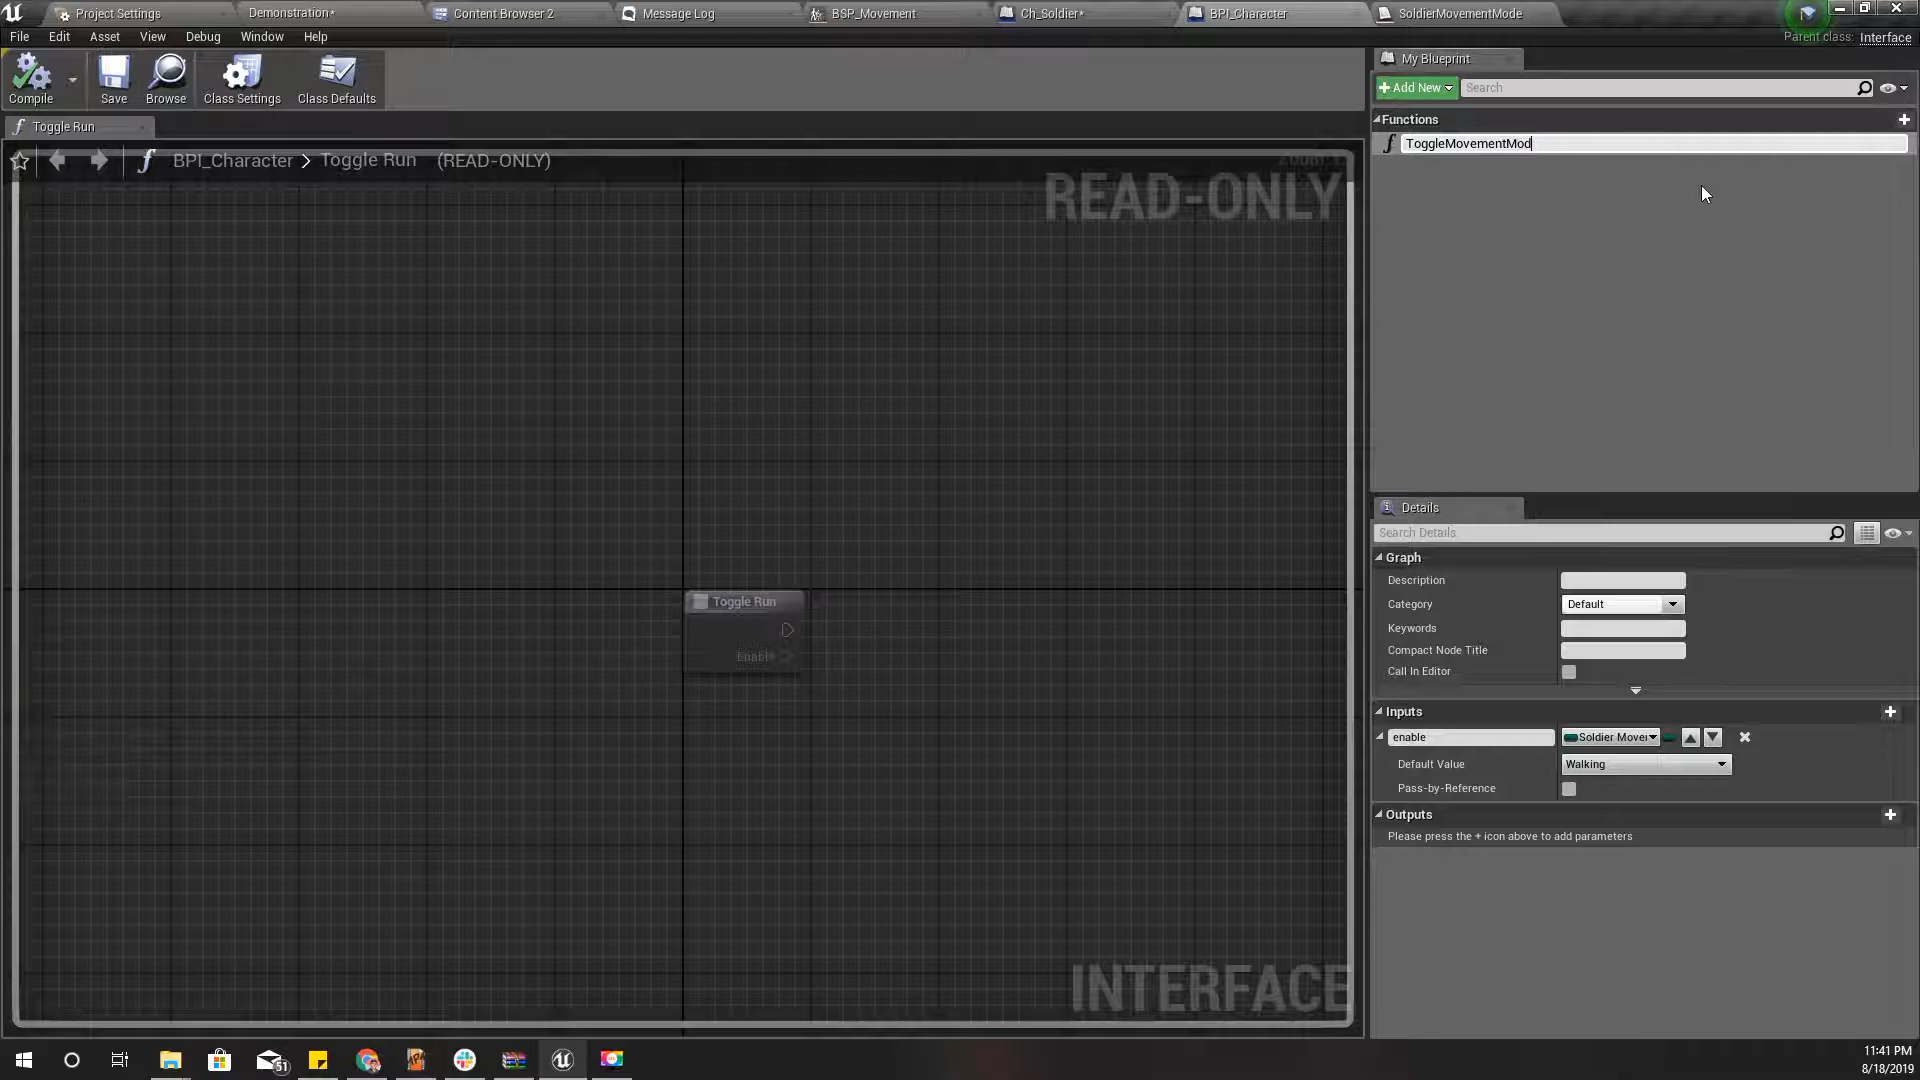 Project Settings
Demonstration*
Content Browser 2
Message Log
BSP_Movement
Ch_Soldier*
BPI_Character
SoldierMovementMode
File
Edit
Asset
View
Debug
Window
Help
Parent class: Interface
Compile
Save
Browse
Class Settings
Class Defaults
My Blueprint
Add New
Search
Toggle Run
Functions
ToggleMovementMod
BPI_Character > Toggle Run (READ-ONLY)
READ-ONLY
Toggle Run
Enable
INTERFACE
Details
Search Details
Graph
Description
Category
Default
Keywords
Compact Node Title
Call In Editor
Inputs
enable
Soldier Mover
Default Value
Walking
Pass-by-Reference
Outputs
Please press the + icon above to add parameters
51
11:41 PM
8/18/2019